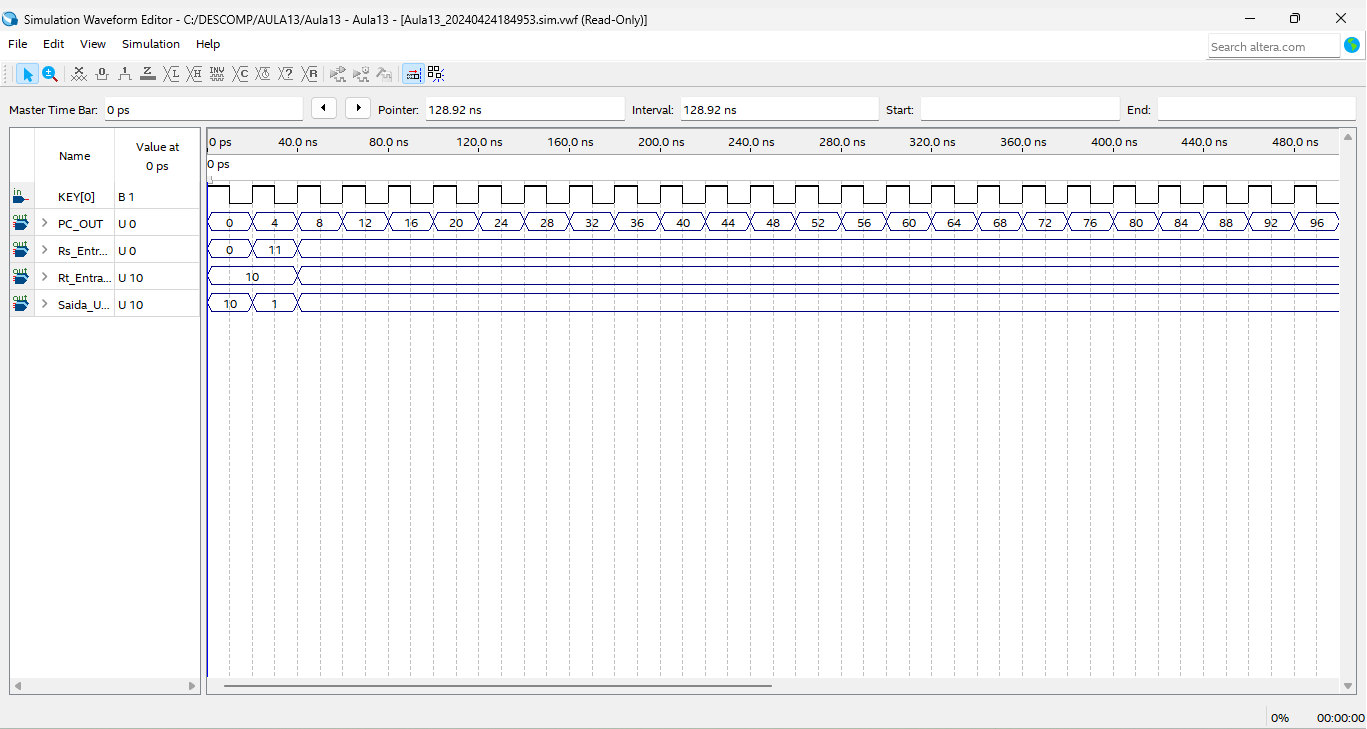 Simulation Waveform Editor - C:/DESCOMP/AULA13/Aula13 - Aula13 - [Aula13_20240424184953.sim.vwf (Read-Only)]
File Edit View Simulation Help
Search altera.com
Master Time Bar: 0 ps Pointer: 128.92 ns Interval: 128.92 ns Start: End:
Name Value at
0 ps
0 ps 40.0 ns 80.0 ns 120.0 ns 160.0 ns 200.0 ns 240.0 ns 280.0 ns 320.0 ns 360.0 ns 400.0 ns 440.0 ns 480.0 ns
0 ps
in KEY[0] B 1
out PC_OUT U 0 0 4 8 12 16 20 24 28 32 36 40 44 48 52 56 60 64 68 72 76 80 84 88 92 96
out Rs_Entr... U 0 0 11
out Rt_Entra... U 10 10
out Saida_U... U 10 10 1
0% 00:00:00